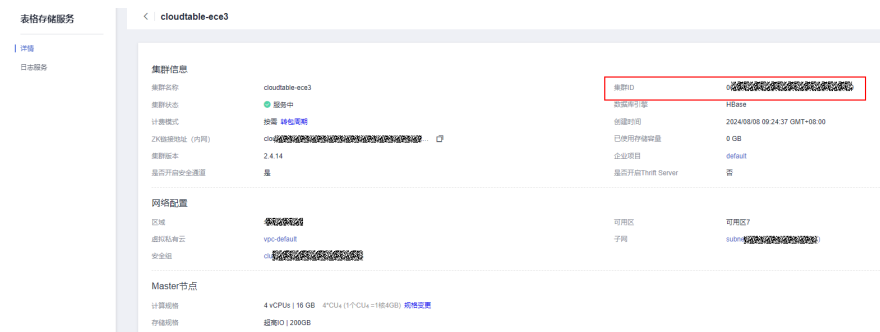 表格存储服务
cloudtable-ece3
详情
日志服务
集群信息
集群名称 cloudtable-ece3 集群ID
集群状态 服务中 数据库引擎 HBase
计费模式 按需 转包周期 创建时间 2024/08/08 09:24:37 GMT+08:00
ZK链接地址（内网） clou ... 已使用存储容量 0 GB
集群版本 2.4.14 企业项目 default
是否开启安全通道 是 是否开启Thrift Server 否
网络配置
区域 可用区 可用区7
虚拟私有云 vpc-default 子网 subne
安全组 clu
Master节点
计算规格 4 vCPUs | 16 GB 4*CU₄ (1个CU₄=1核4GB) 规格变更
存储规格 超高IO | 200GB